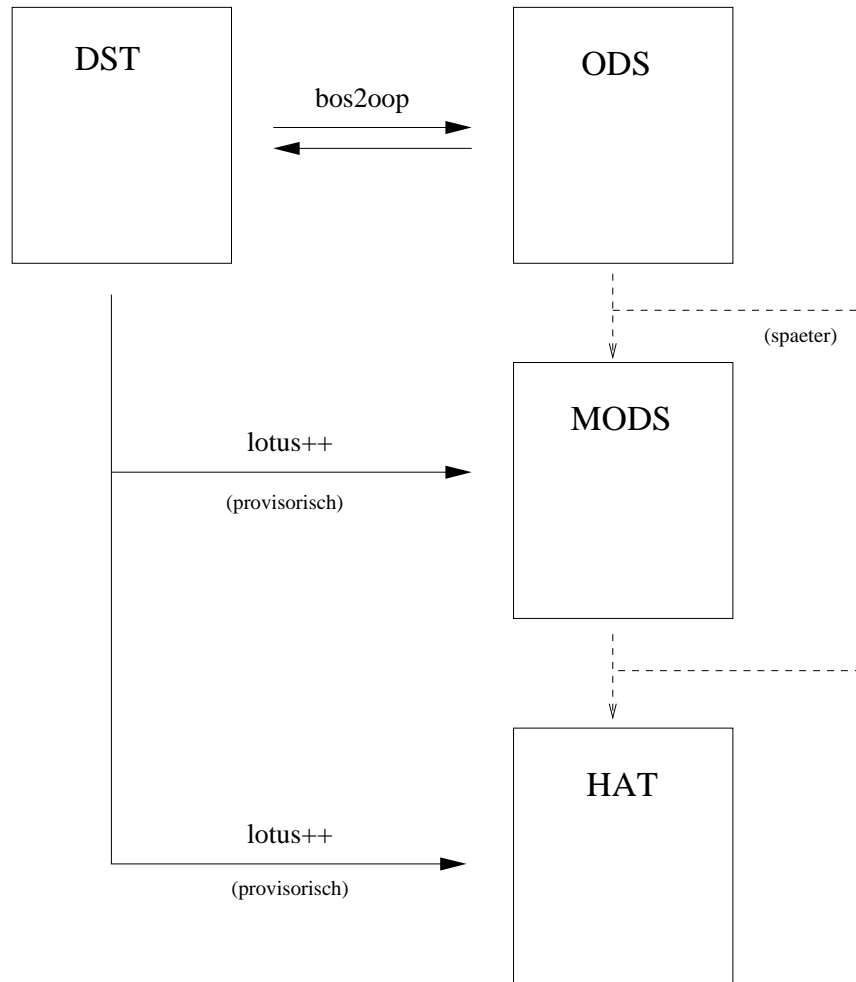 DST
ODS
bos2oop
(spaeter)
MODS
lotus++
(provisorisch)
HAT
lotus++
(provisorisch)